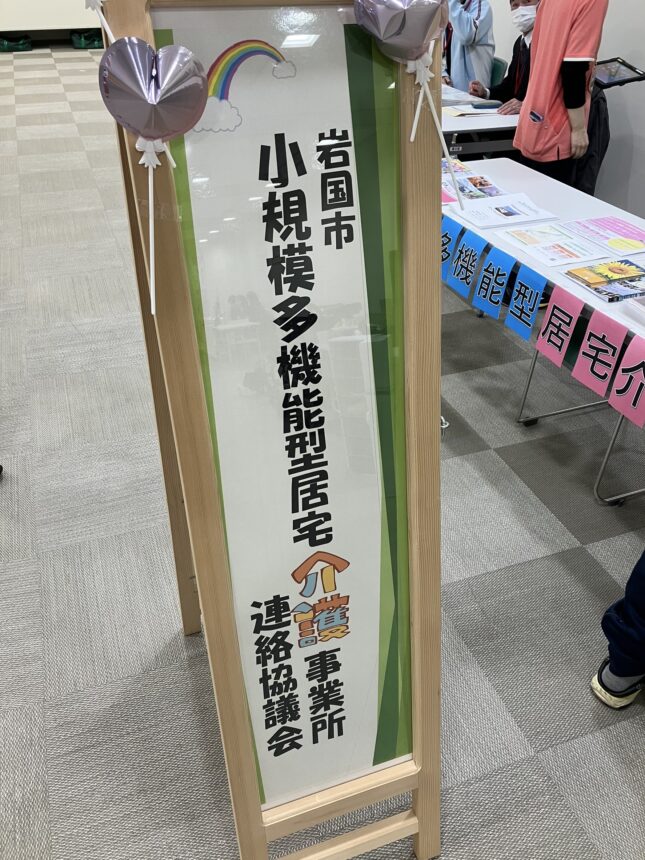 岩国市
小規模多機能型居宅介護事業所
連絡協議会
多機能型居宅介